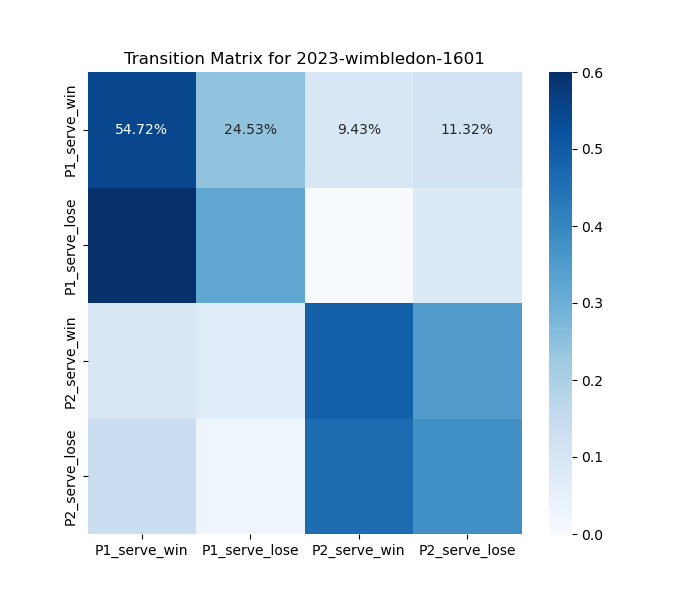 Transition Matrix for 2023-wimbledon-1601
P1_serve_win
54.72% 24.53% 9.43% 11.32%
P1_serve_lose
P2_serve_win
P2_serve_lose
P1_serve_win P1_serve_lose P2_serve_win P2_serve_lose
0.6
0.5
0.4
0.3
0.2
0.1
0.0